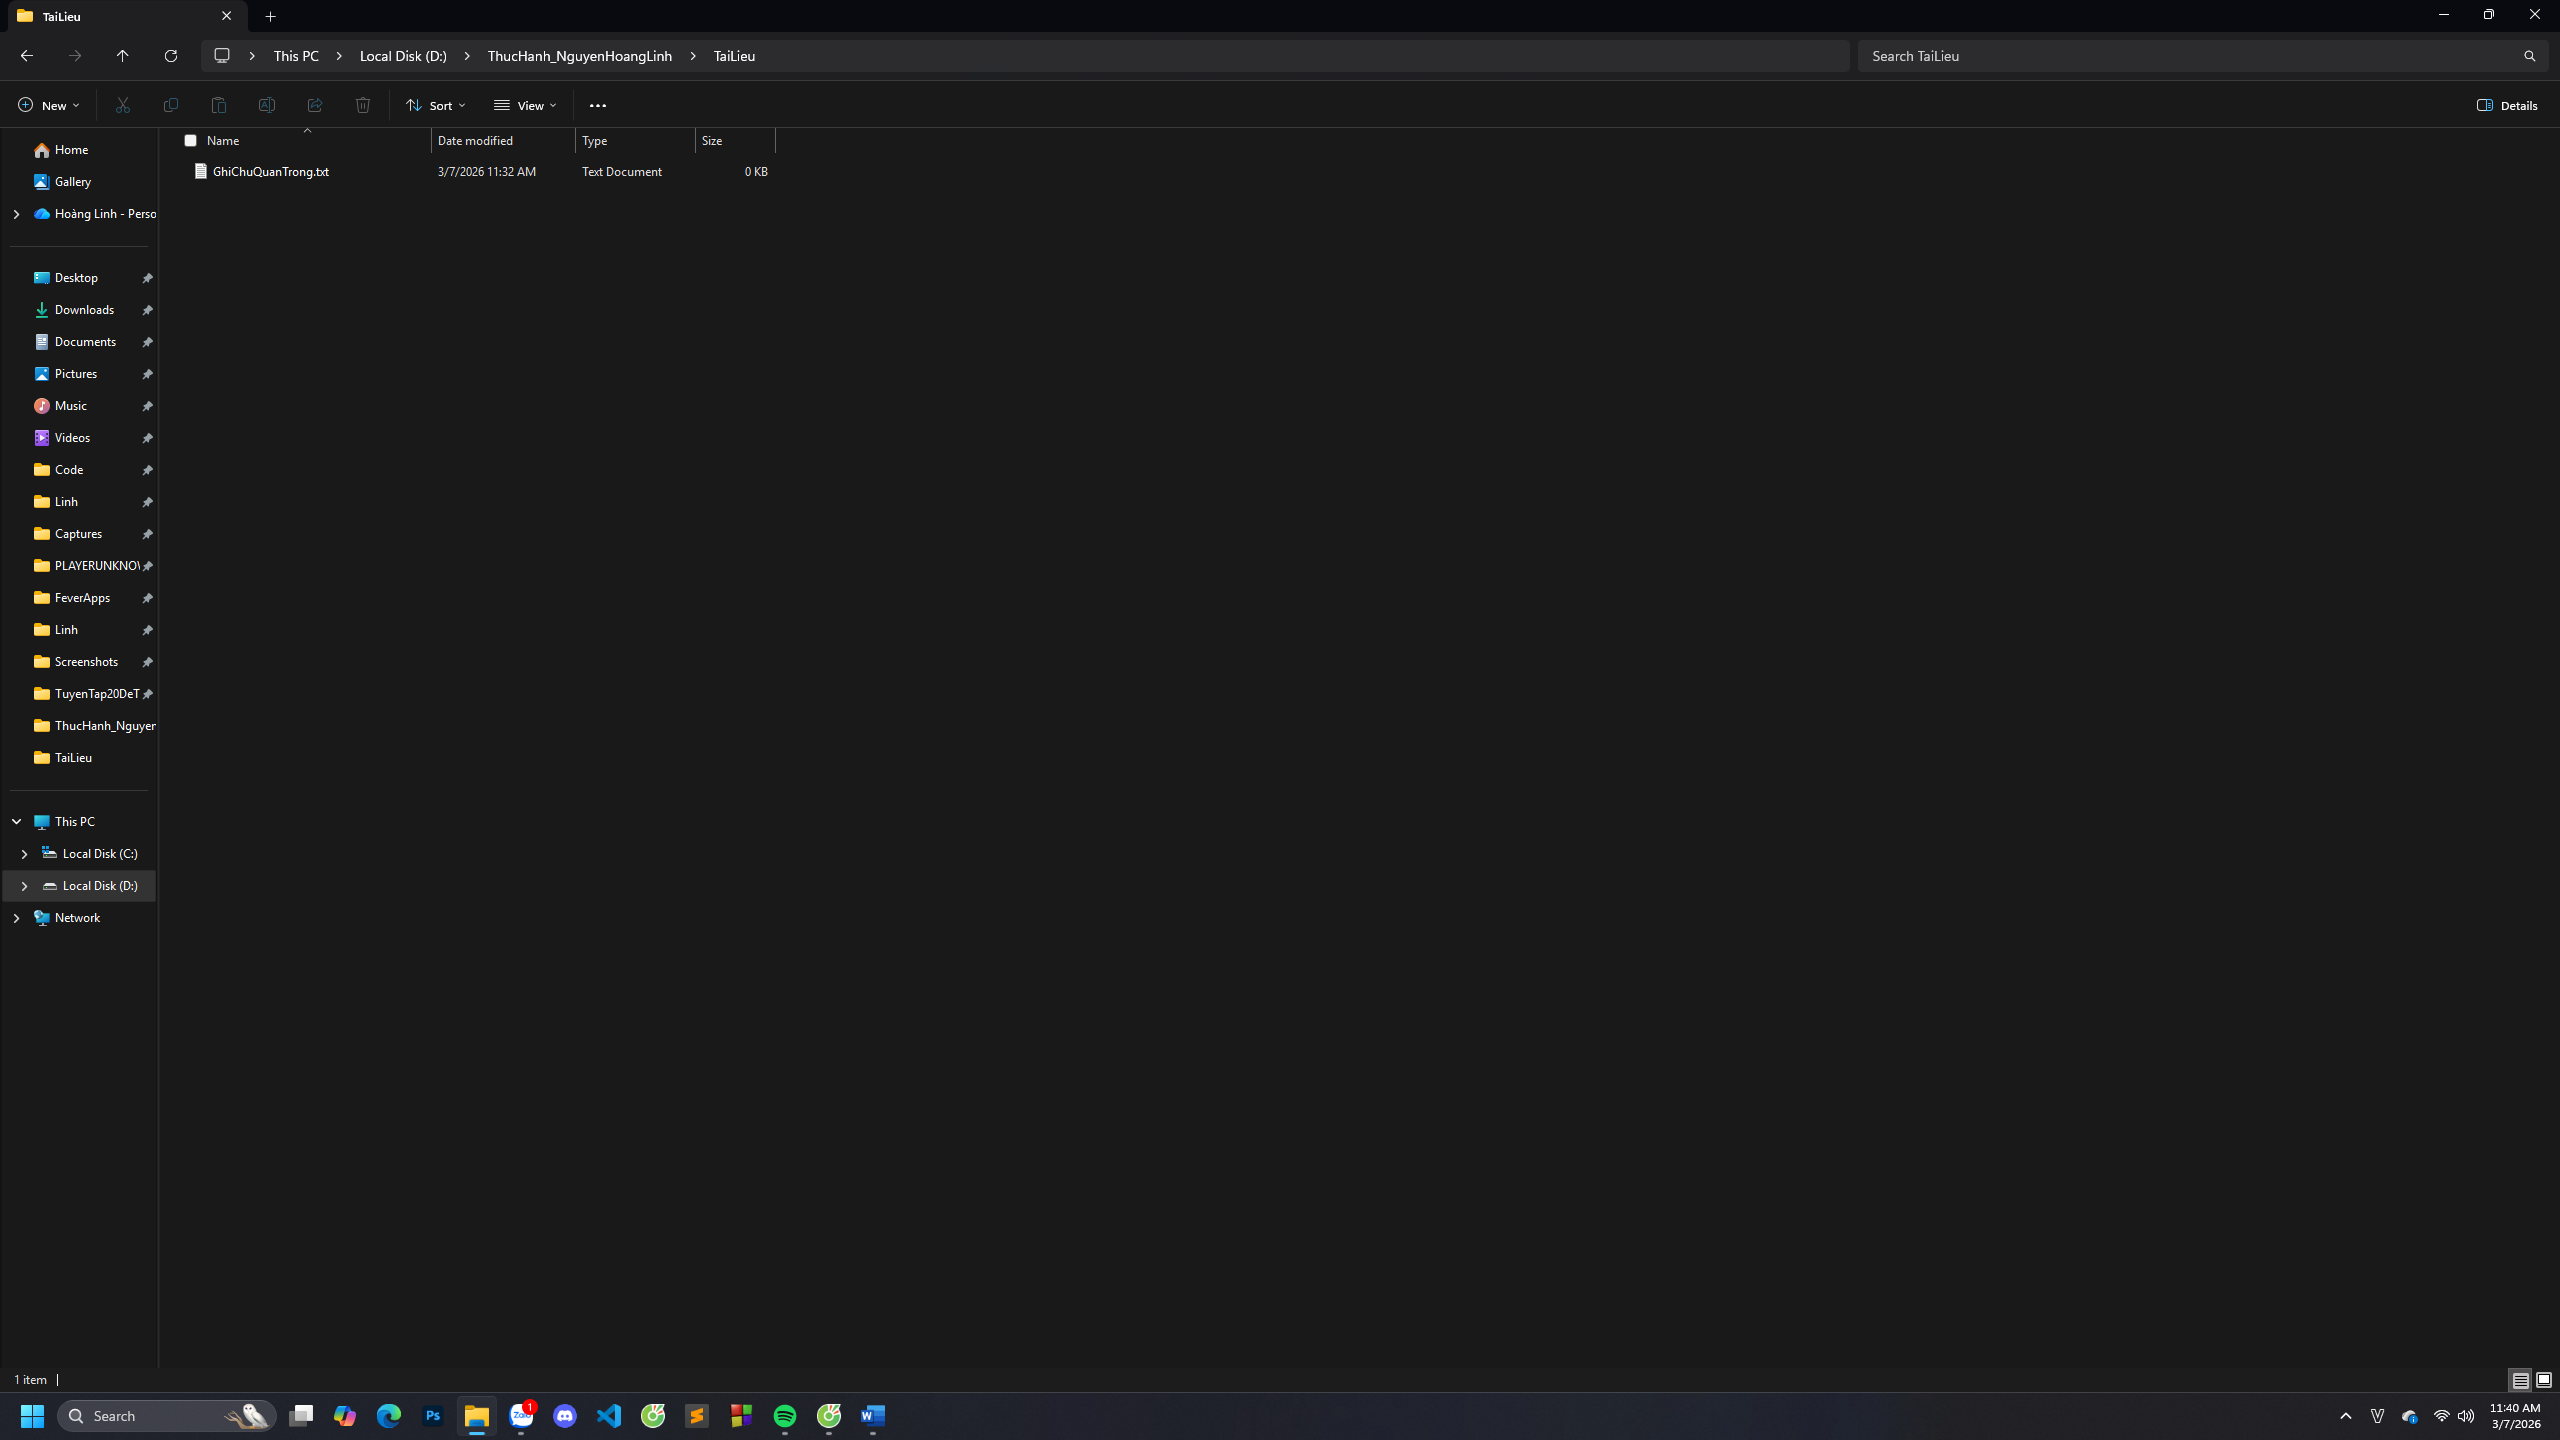 TaiLieu
This PC > Local Disk (D:) > ThucHanh_NguyenHoangLinh > TaiLieu
Search TaiLieu
New
Sort
View
Details
Name Date modified Type Size
GhiChuQuanTrong.txt 3/7/2026 11:32 AM Text Document 0 KB
Home
Gallery
Hoàng Linh - Perso
Desktop
Downloads
Documents
Pictures
Music
Videos
Code
Linh
Captures
PLAYERUNKNO
FeverApps
Linh
Screenshots
TuyenTap20DeT
ThucHanh_Nguyen
TaiLieu
This PC
Local Disk (C:)
Local Disk (D:)
Network
1 item
Search
Ps
Zalo
1
W
V
11:40 AM
3/7/2026